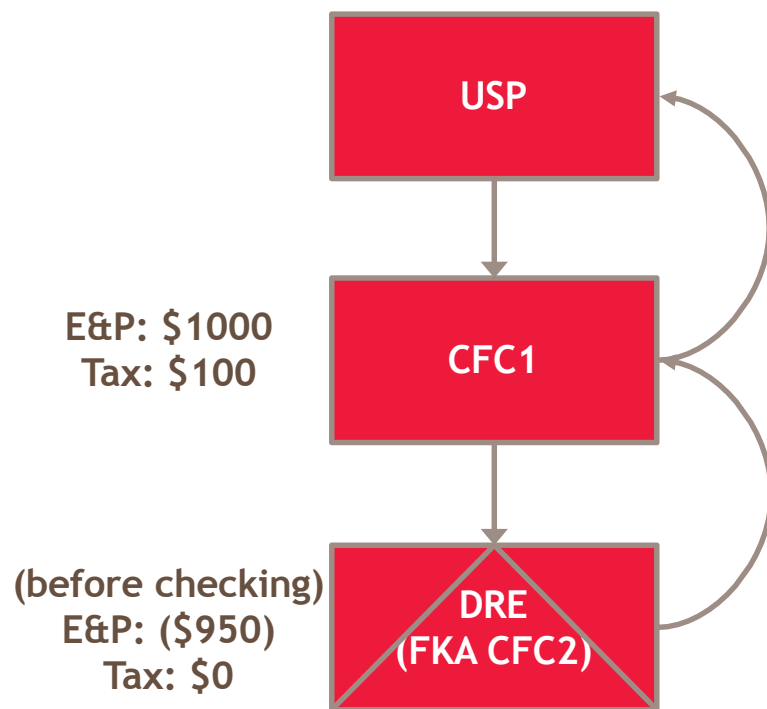 USP
E&P: $1000
Tax: $100
CFC1
(before checking)
E&P: ($950)
Tax: $0
DRE
(FKA CFC2)